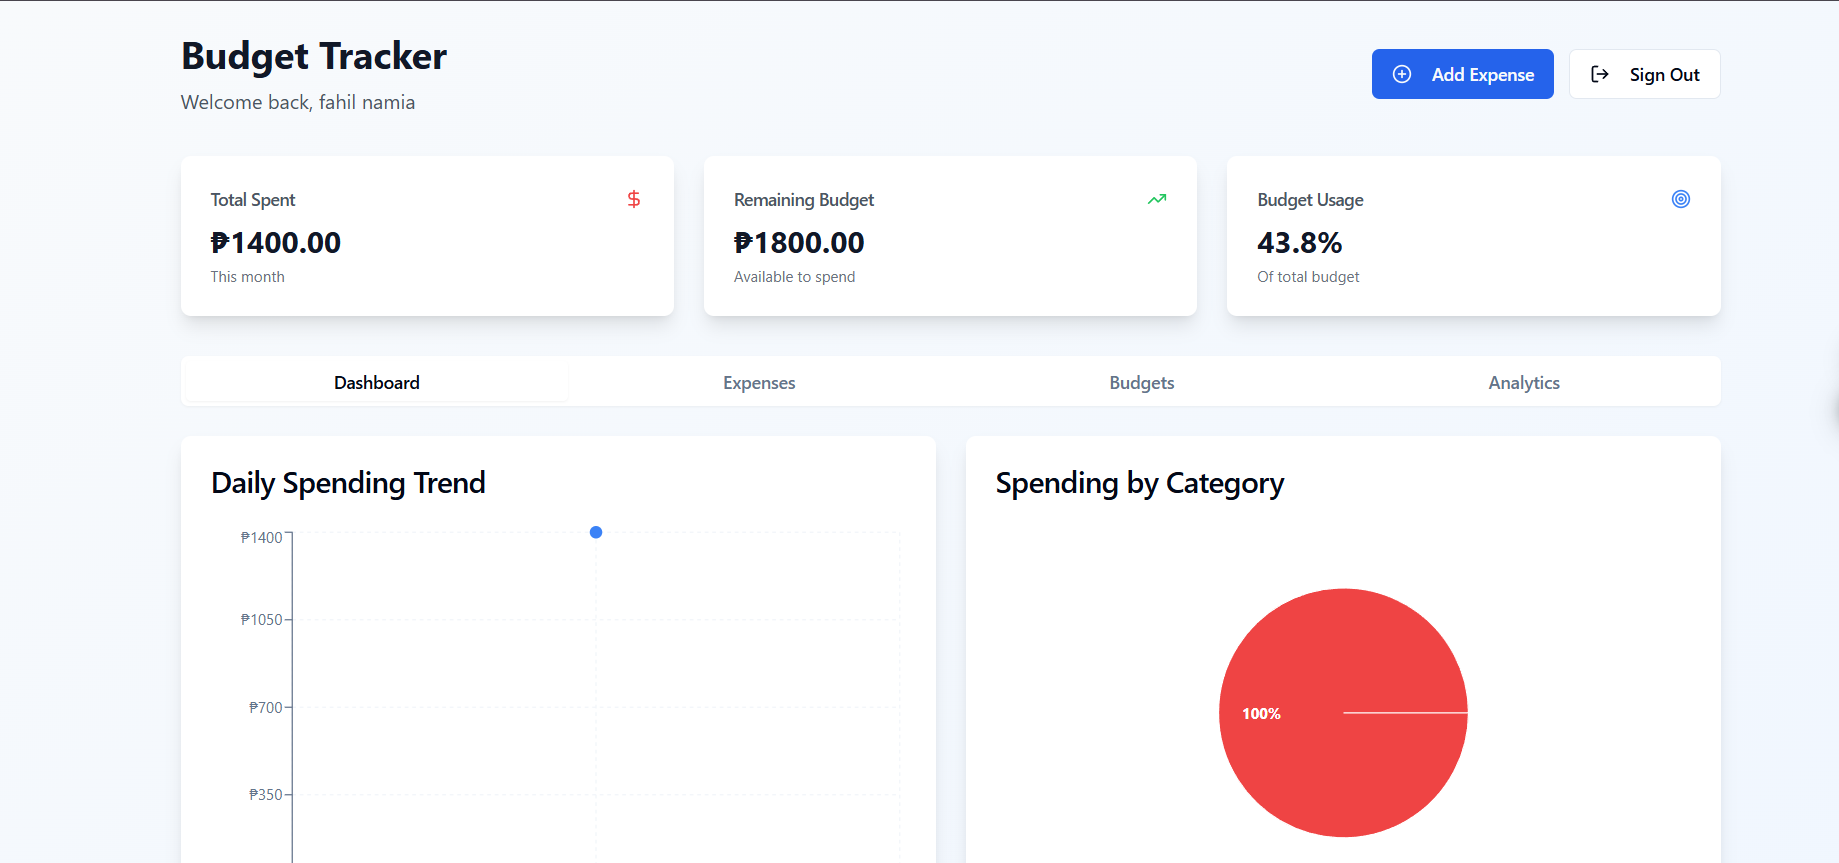 Budget Tracker
Welcome back, fahil namia
Add Expense
Sign Out
Total Spent
₱1400.00
This month
Remaining Budget
₱1800.00
Available to spend
Budget Usage
43.8%
Of total budget
Dashboard
Expenses
Budgets
Analytics
Daily Spending Trend
₱1400
₱1050
₱700
₱350
Spending by Category
100%